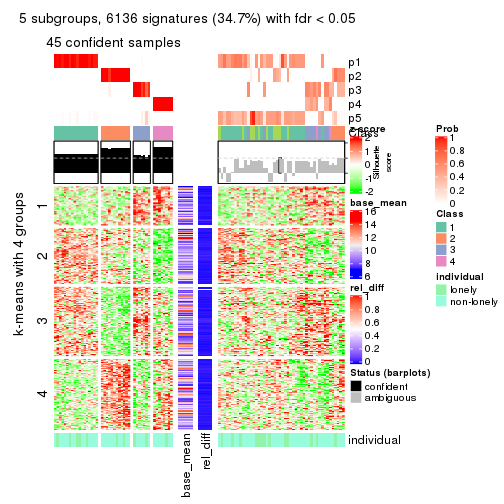 5 subgroups, 6136 signatures (34.7%) with fdr < 0.05
45 confident samples
p1
p2
p3
p4
p5
Class
z-score
2
1
0
-1
-2
Silhouette
score
k-means with 4 groups
1
2
3
4
base_mean
16
14
12
10
8
6
rel_diff
1
0.8
0.6
0.4
0.2
0
Status (barplots)
confident
ambiguous
Prob
1
0.8
0.6
0.4
0.2
0
Class
1
2
3
4
individual
lonely
non-lonely
individual
base_mean
rel_diff